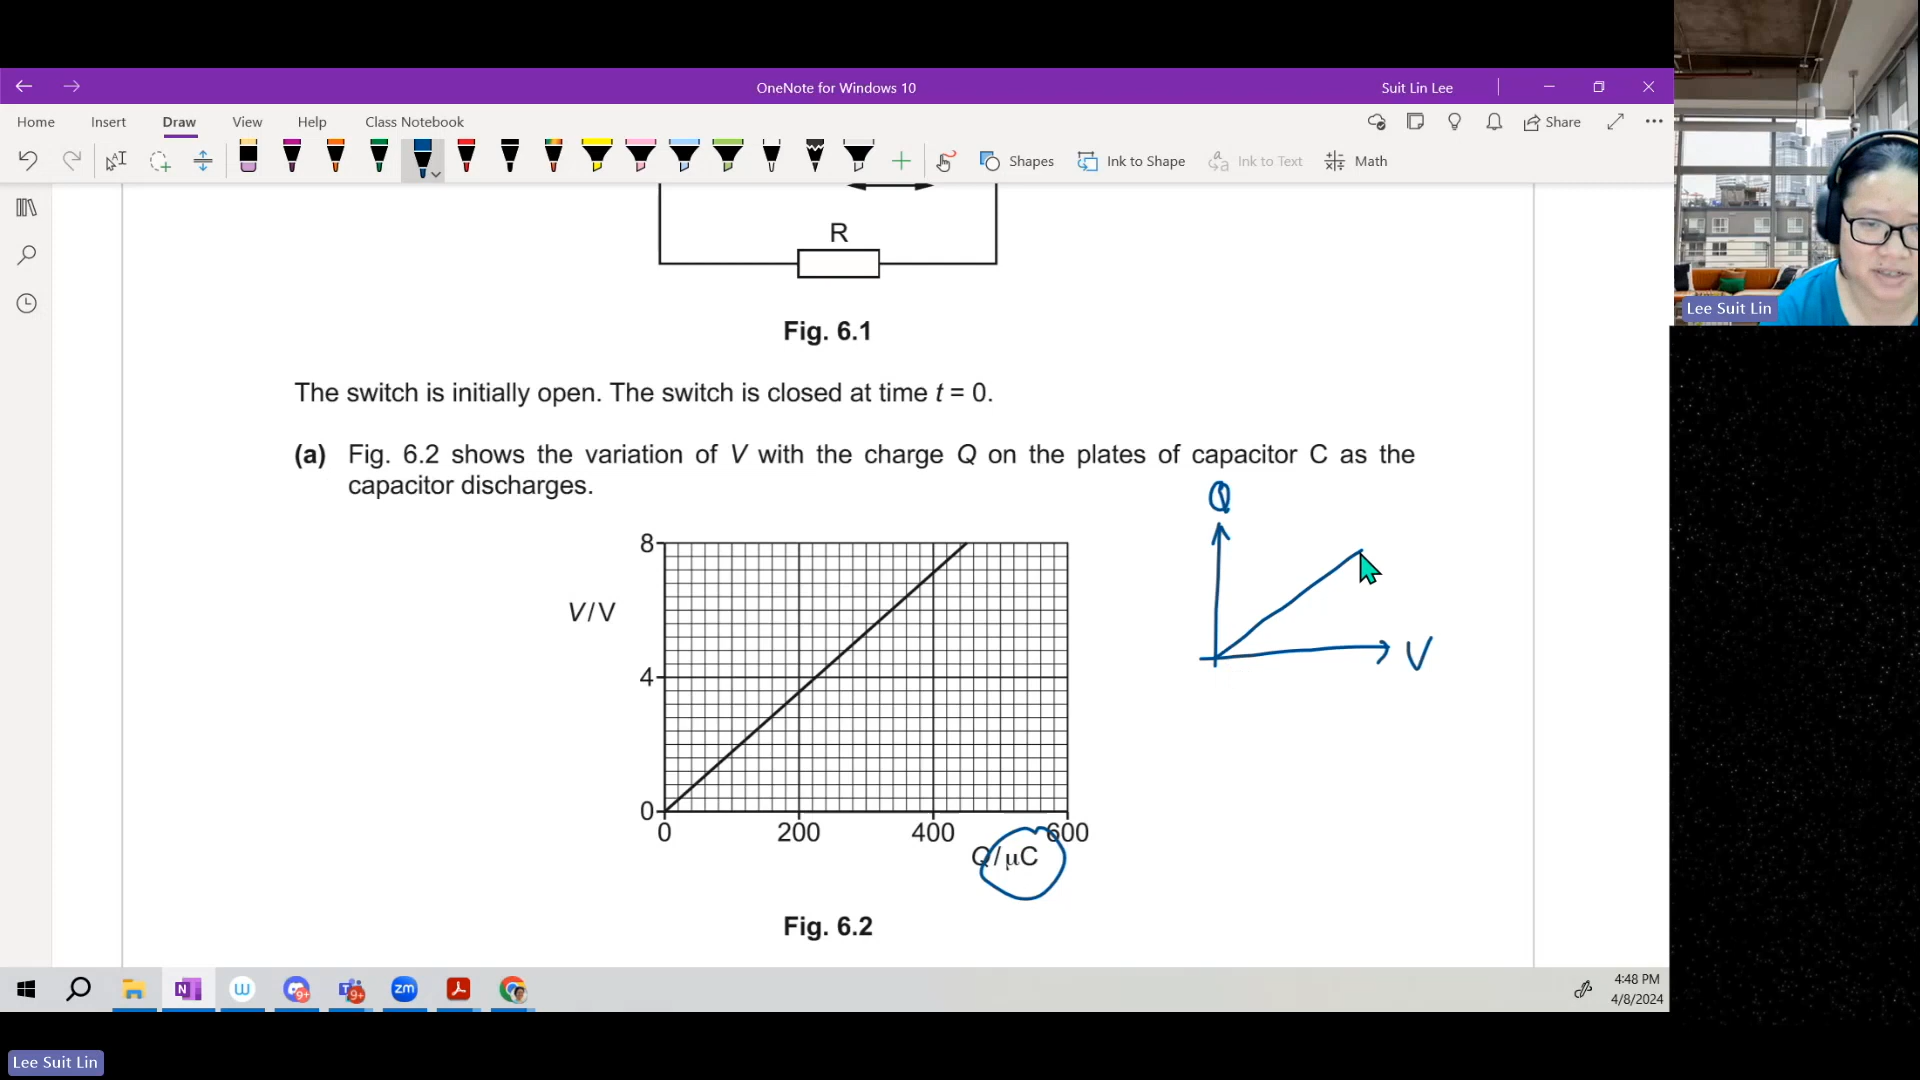 OneNote for Windows 10
Suit Lin Lee
Home Insert Draw View Help Class Notebook
Share
Shapes Ink to Shape Ink to Text Math
R
Fig. 6.1
The switch is initially open. The switch is closed at time t = 0.
(a) Fig. 6.2 shows the variation of V with the charge Q on the plates of capacitor C as the
capacitor discharges.
Q
8
V/V
V
4
0
0 200 400 600
Q/μC
Fig. 6.2
Lee Suit Lin
4:48 PM
4/8/2024
Lee Suit Lin